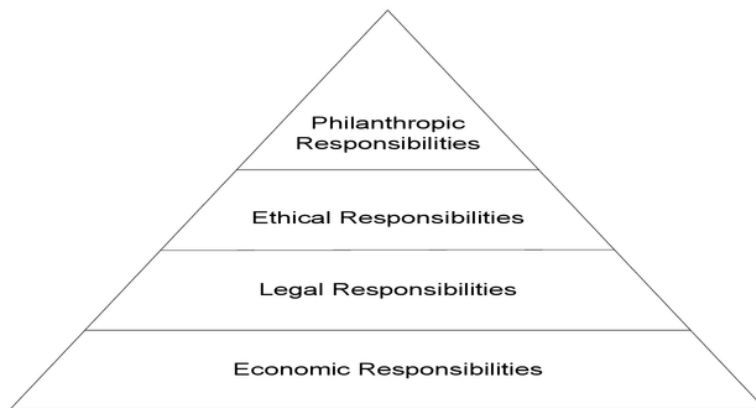 Philanthropic
Responsibilities
Ethical Responsibilities
Legal Responsibilities
Economic Responsibilities